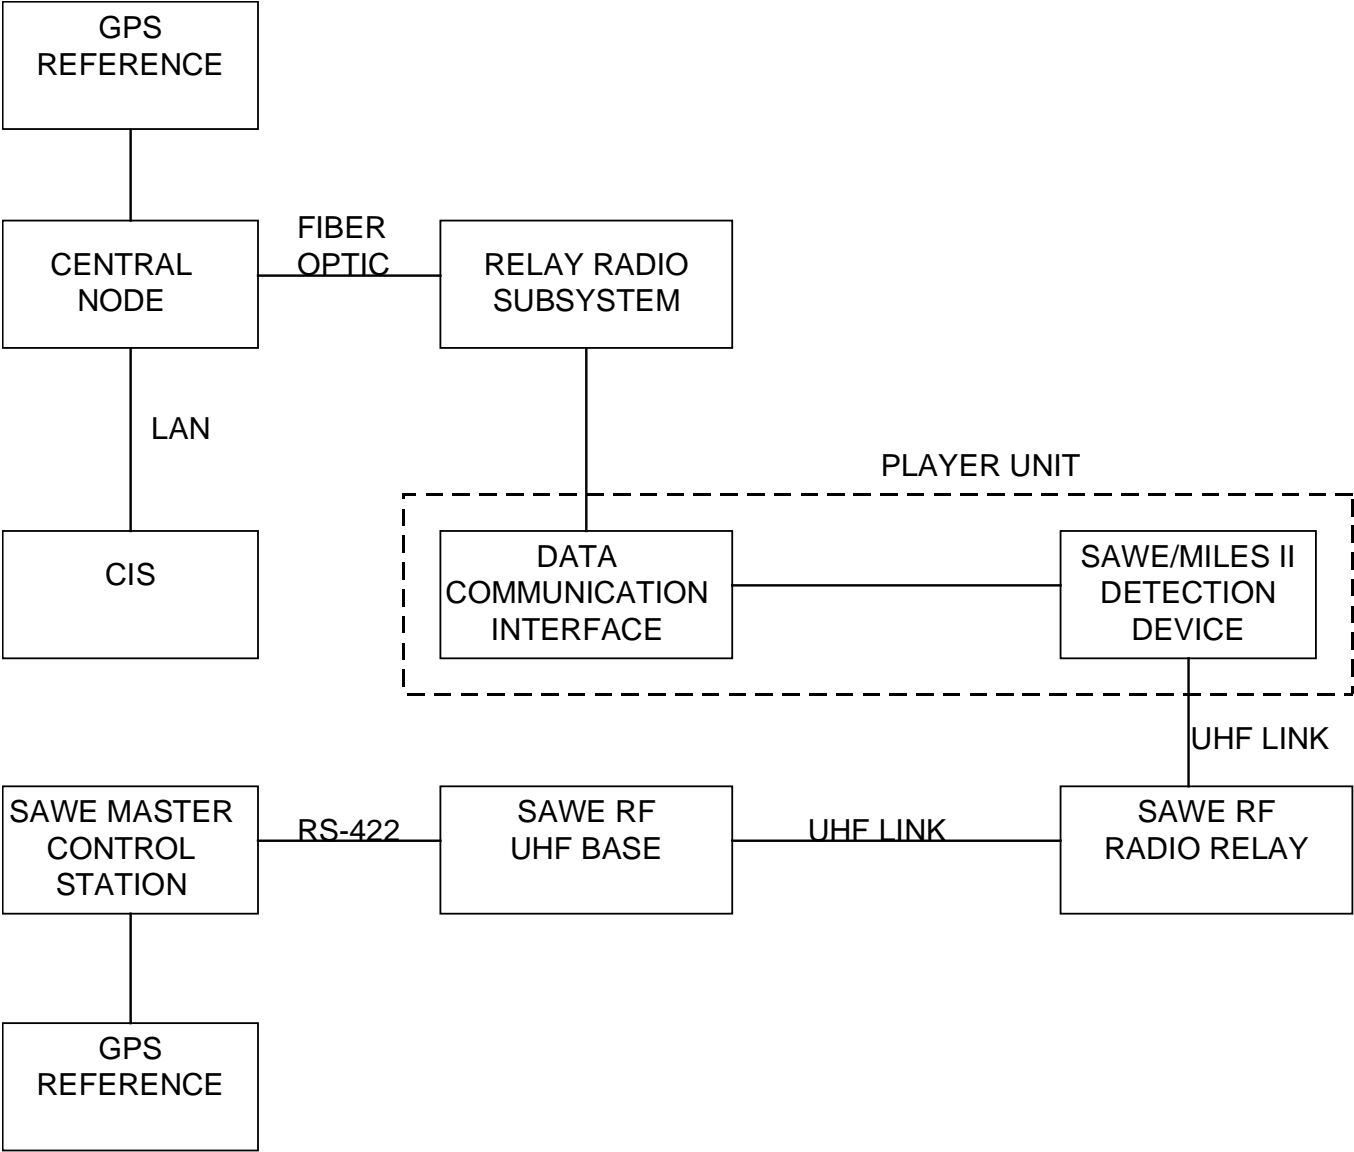 GPS
REFERENCE
FIBER
OPTIC
CENTRAL
NODE
RELAY RADIO
SUBSYSTEM
LAN
PLAYER UNIT
CIS
DATA
COMMUNICATION
INTERFACE
SAWE/MILES II
DETECTION
DEVICE
UHF LINK
SAWE MASTER
CONTROL
STATION
RS-422
SAWE RF
UHF BASE
UHF LINK
SAWE RF
RADIO RELAY
GPS
REFERENCE